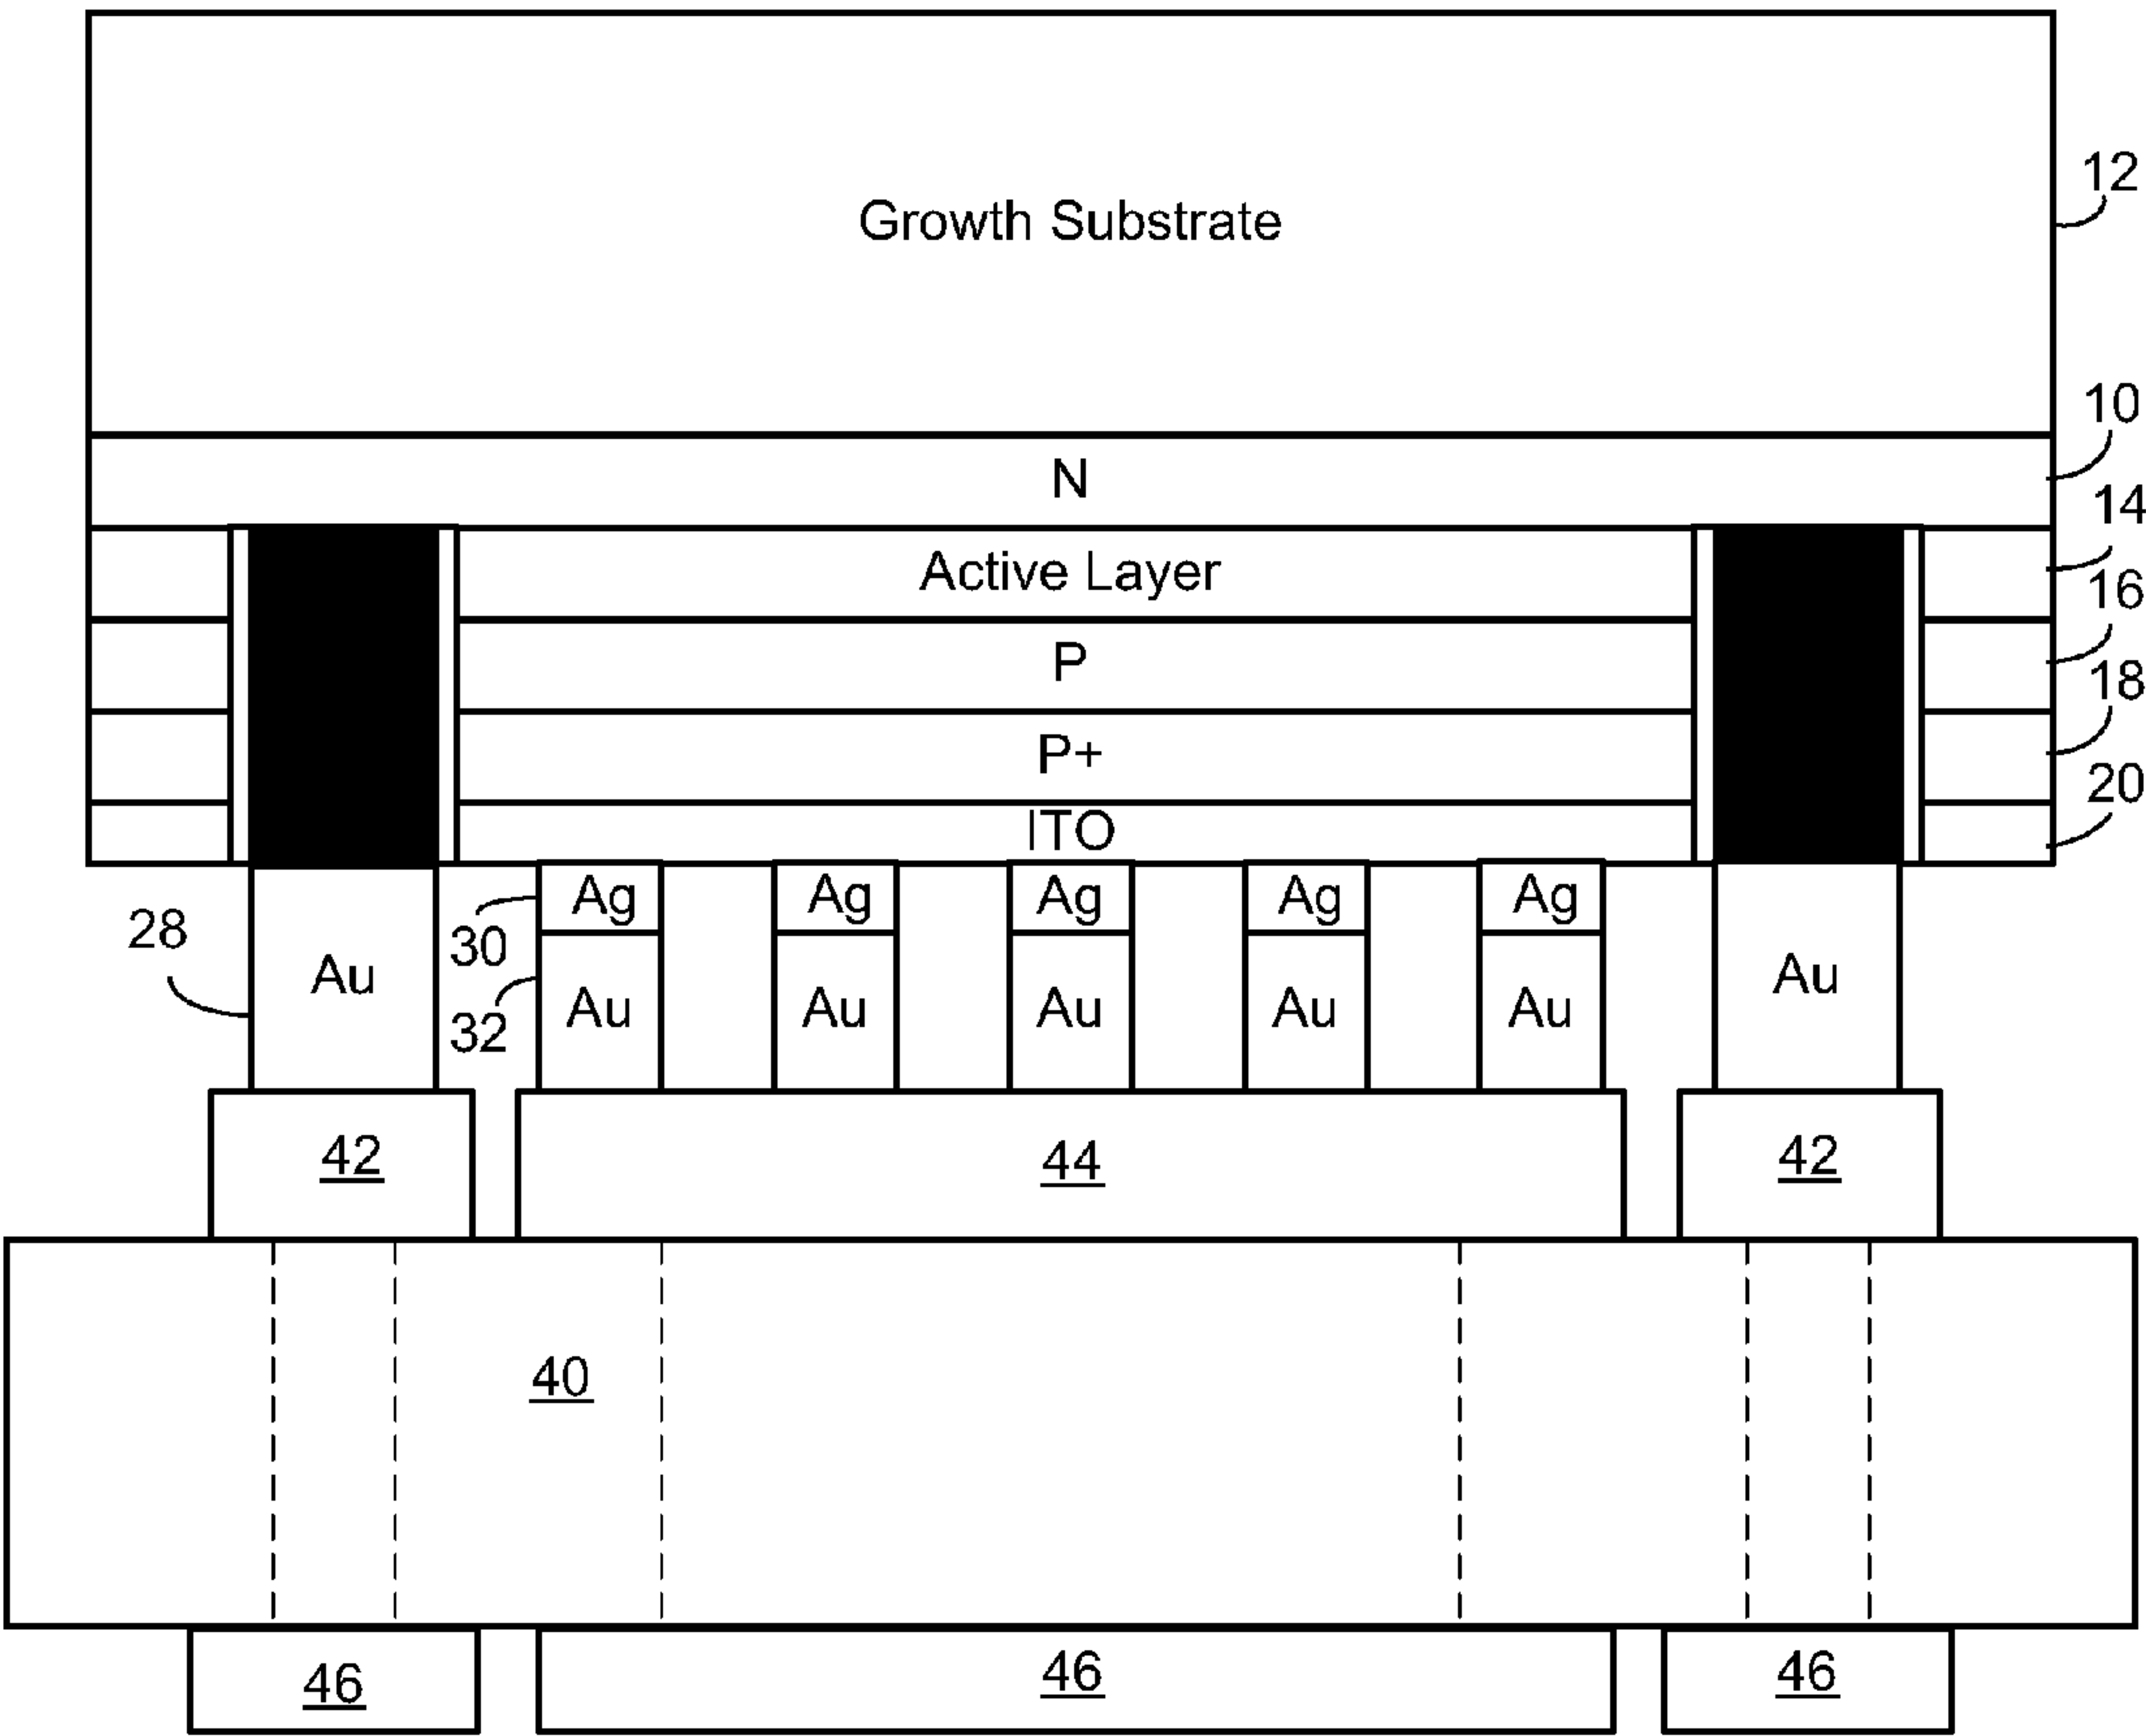 12
Growth Substrate
10
N
14
Active Layer
16
P
18
P+
20
ITO
Ag Ag Ag Ag Ag
28
30
Au Au
Au Au Au Au Au
32
42 44 42
40
46 46 46